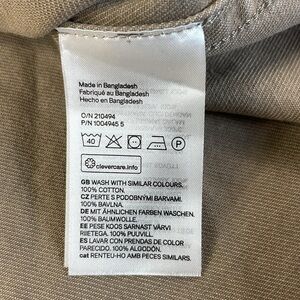 Made in Bangladesh
Fabriqué au Bangladesh
Hecho en Bangladesh
O/N 210494
P/N 1004945 5
40
P
clevercare.info
GB WASH WITH SIMILAR COLOURS.
100% COTTON.
CZ PERTE S PODOBNÝMI BARVAMI.
100% BAVLNA.
DE MIT ÄHNLICHEN FARBEN WASCHEN.
100% BAUMWOLLE.
EE PESE KOOS SARNAST VÄRVI
RIIETEGA. 100% PUUVILL.
ES LAVAR CON PRENDAS DE COLOR
PARECIDO. 100% ALGODÓN.
cat RENTEU-HO AMB PECES SIMILARS.